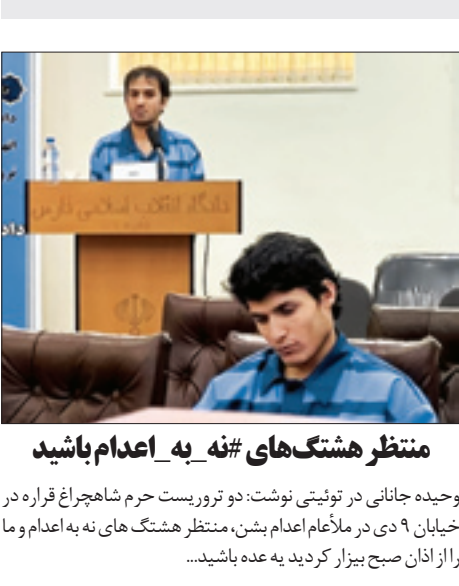 دادگاه انقلاب اسلامی فارس
منتظر هشتگ‌های #نه_به_اعدام باشید
وحیده جانانی در توئیتی نوشت: دو تروریست حرم شاهچراغ قراره در
خیابان ۹ دی در ملأعام اعدام بشن، منتظر هشتگ های نه به اعدام و ما
را از اذان صبح بیزار کردید یه عده باشید...